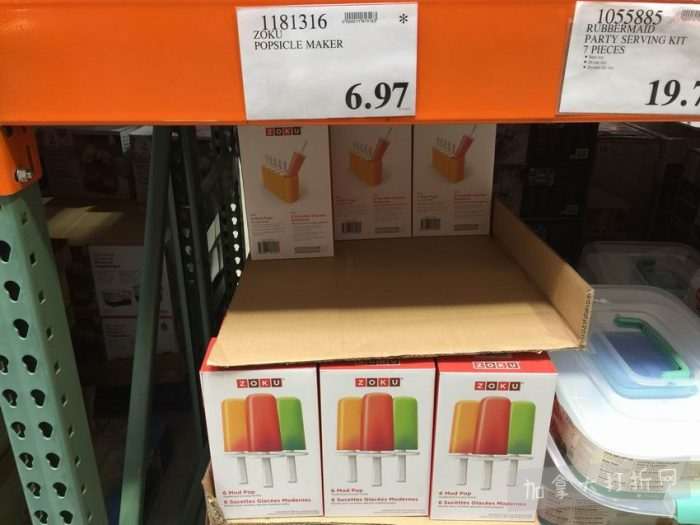 1181316
*
ZOKU
POPSICLE MAKER
6.97
1055885
RUBBERMAID
PARTY SERVING KIT
7 PIECES
19.7
ZOKU
ZOKU
ZOKU
ZOKU
6 Mod Pop
6 Sucettes Glacées Modernes
ZOKU
6 Mod Pop
6 Sucettes Glacées Modernes
ZOKU
6 Mod Pop
6 Sucettes Glacées Modernes
加拿大打折网